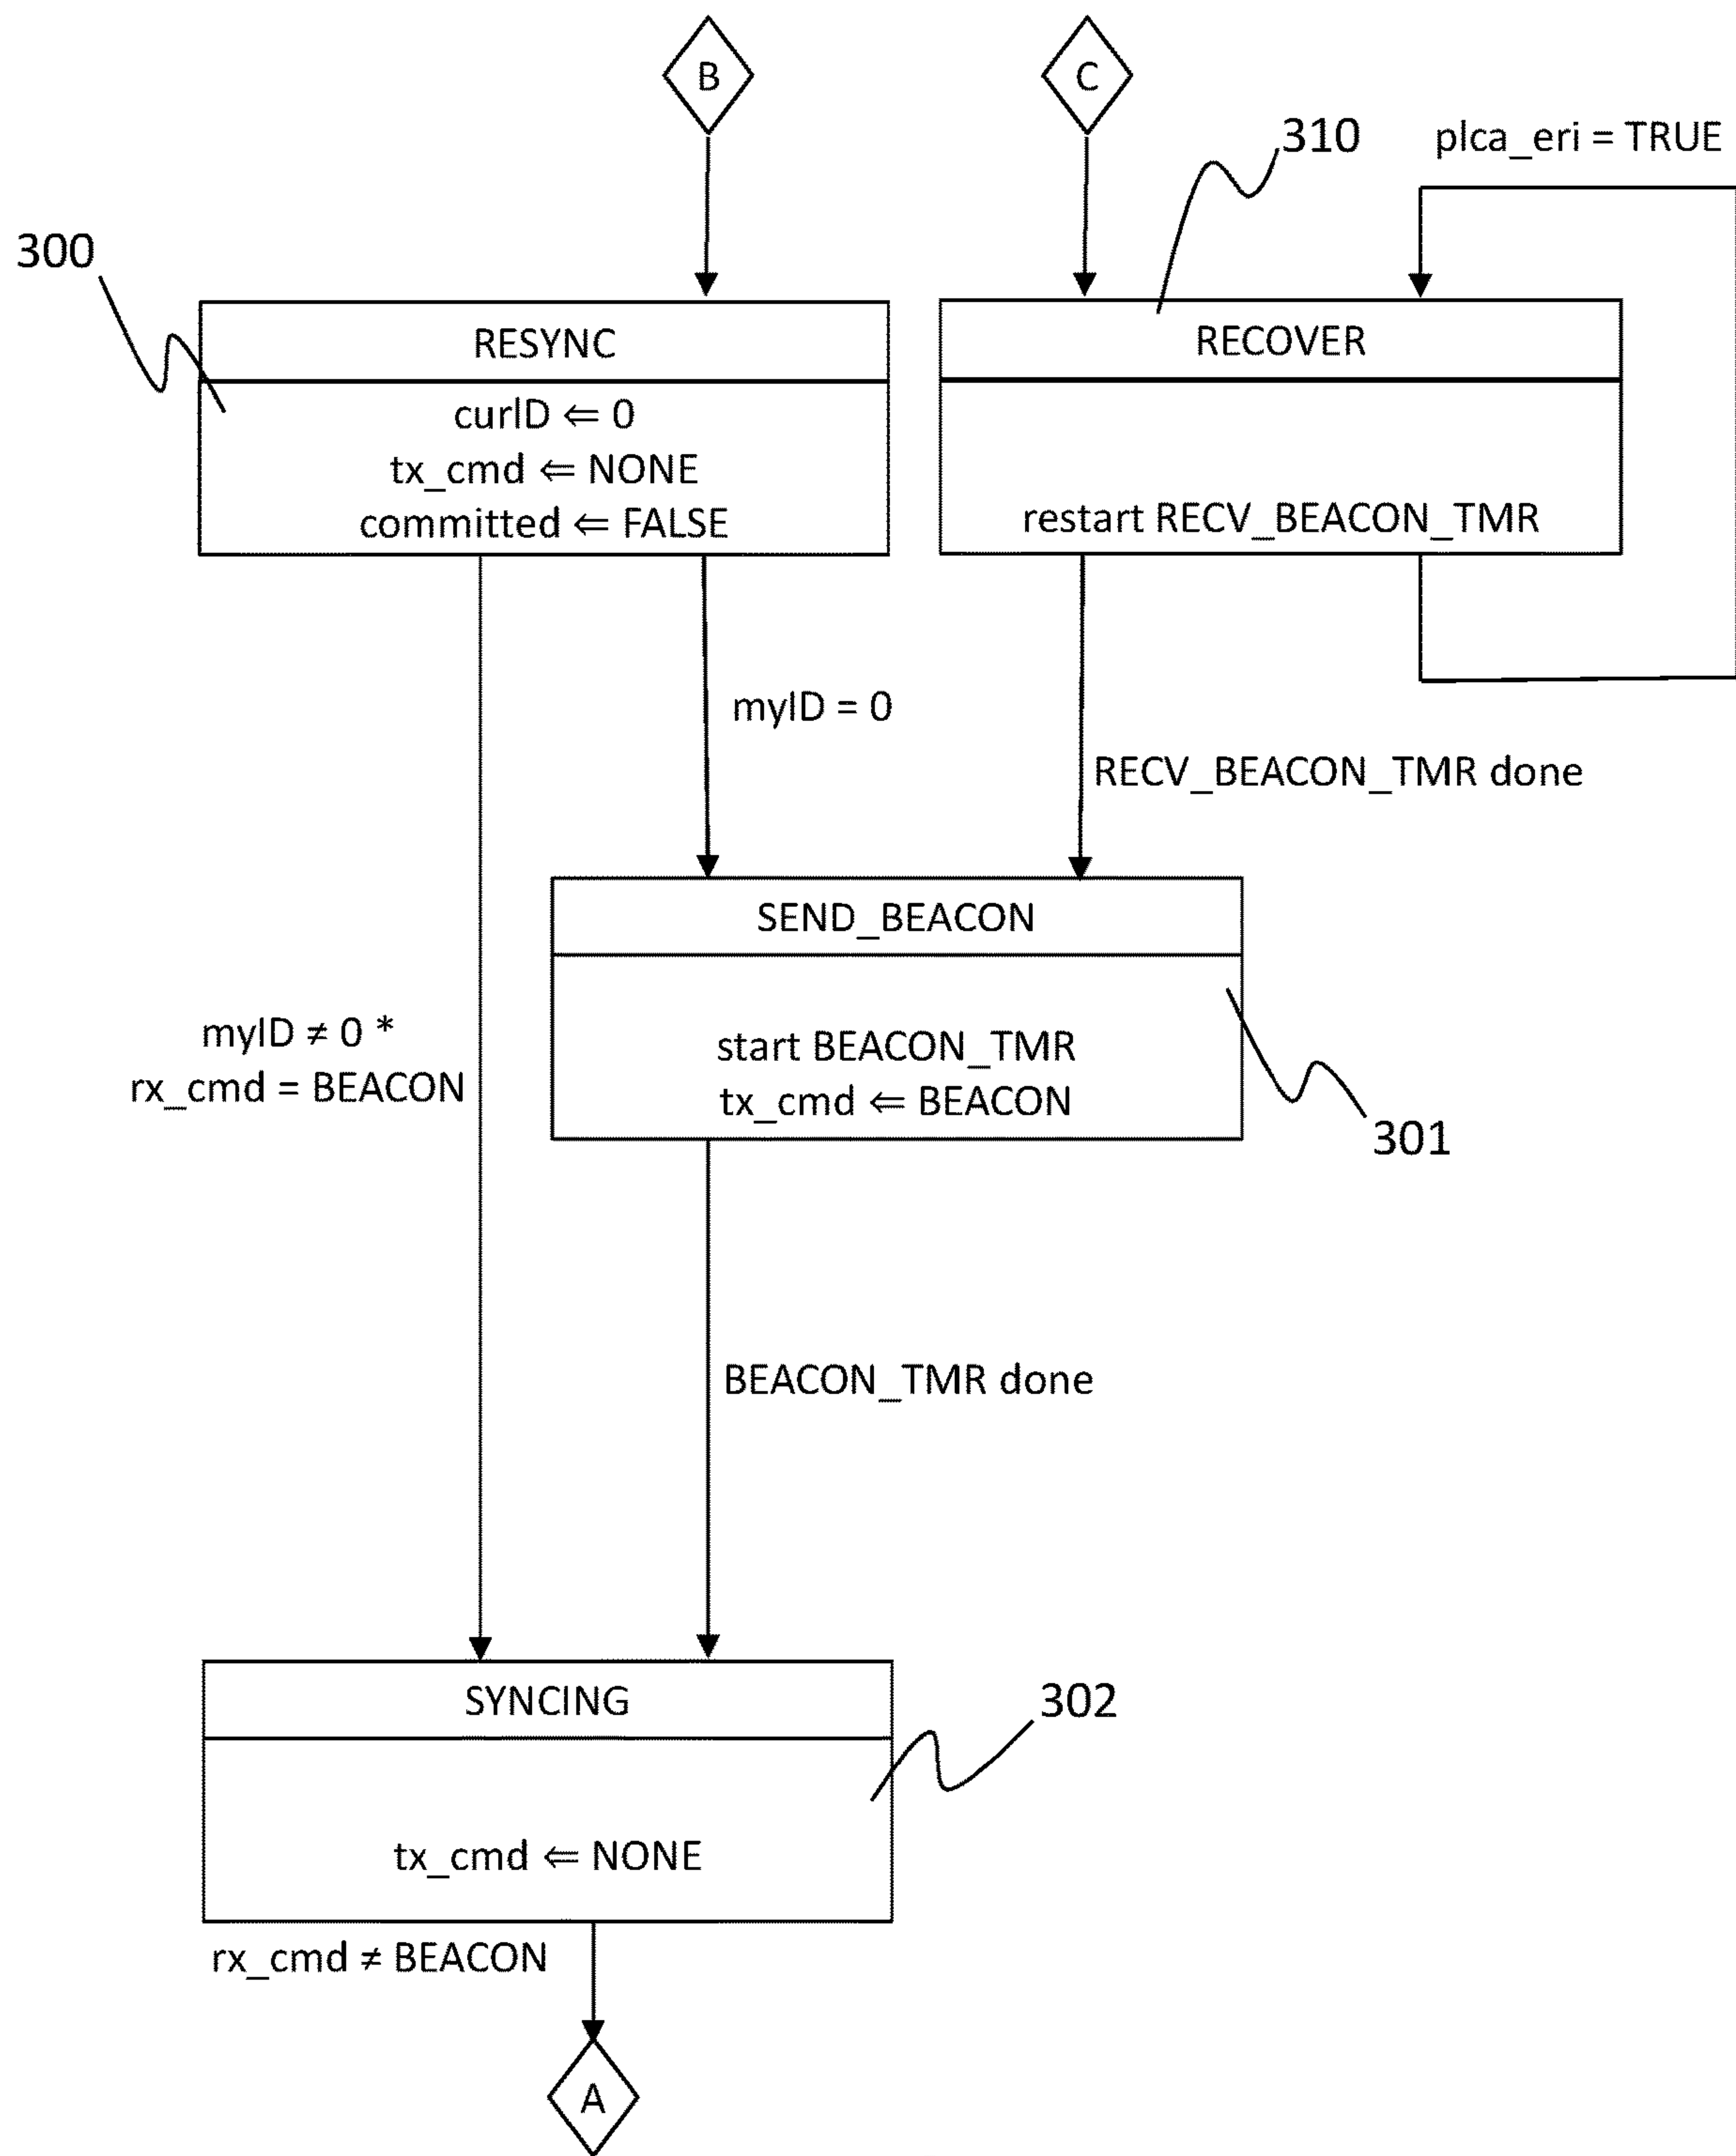 B
C
310
plca_eri = TRUE
300
RESYNC
curID ⇐ 0
tx_cmd ⇐ NONE
committed ⇐ FALSE
RECOVER
restart RECV_BEACON_TMR
myID = 0
RECV_BEACON_TMR done
SEND_BEACON
start BEACON_TMR
tx_cmd ⇐ BEACON
myID ≠ 0 *
rx_cmd = BEACON
301
BEACON_TMR done
SYNCING
302
tx_cmd ⇐ NONE
rx_cmd ≠ BEACON
A